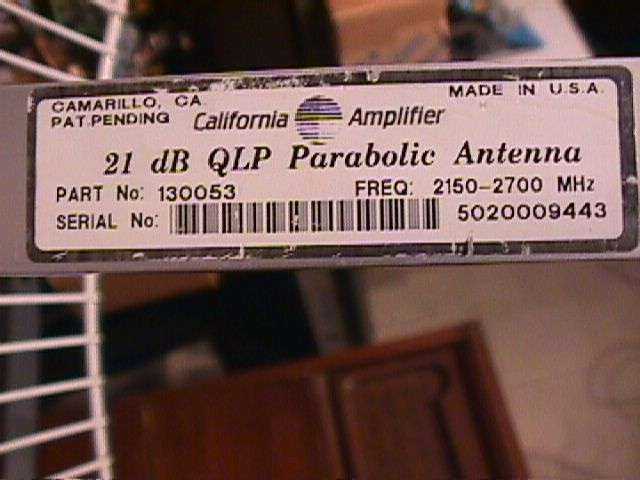 CAMARILLO, CA
MADE IN U.S.A.
PAT.PENDING
California Amplifier
21 dB QLP Parabolic Antenna
PART No: 130053 FREQ: 2150-2700 MHz
SERIAL No: 5020009443